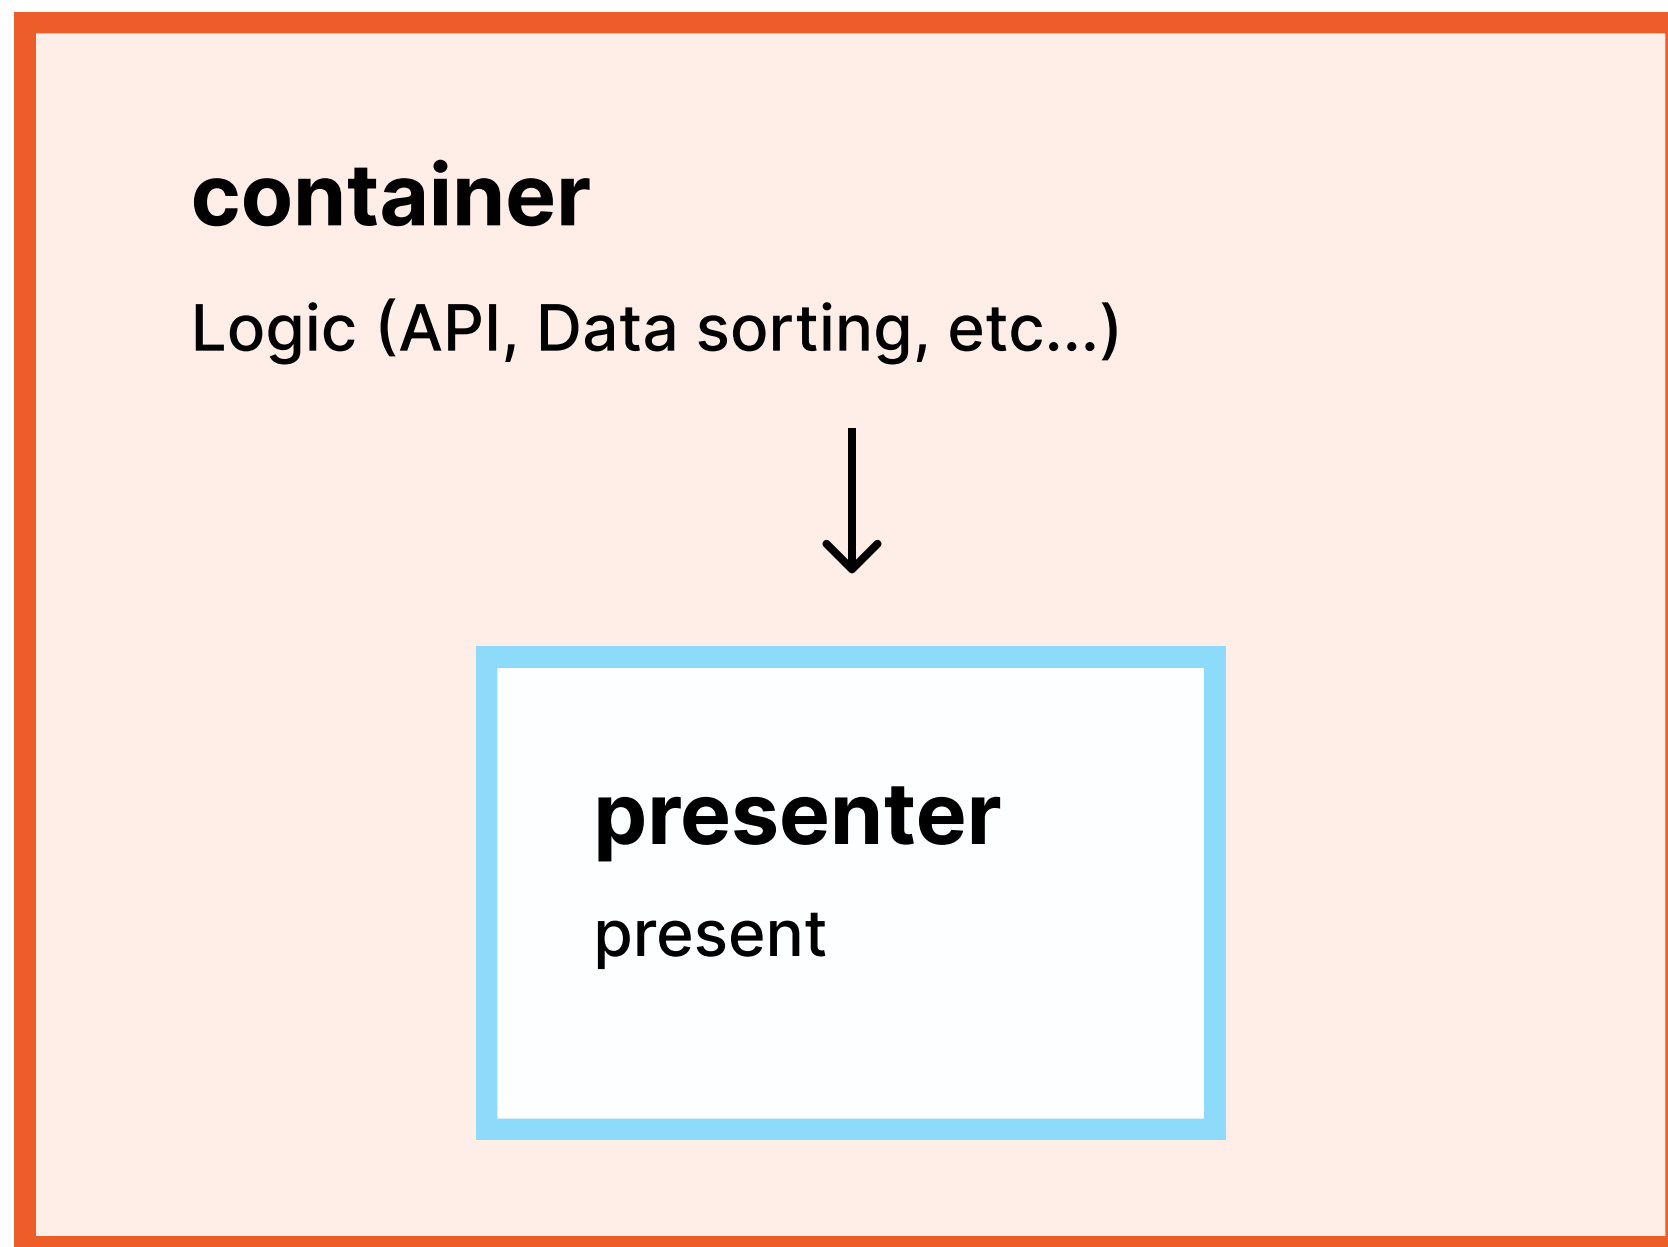 container
Logic (API, Data sorting, etc...)
presenter
present